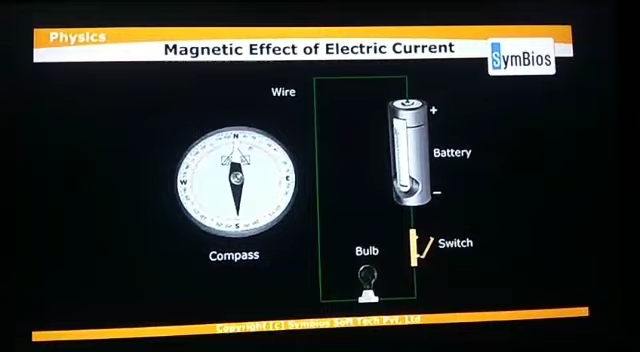 Physics
Magnetic Effect of Electric Current
SymBios
Wire
+
Battery
−
N
W
E
S
Compass
Bulb
Switch
Copyright (c) Symbios Soft Tech Pvt. Ltd